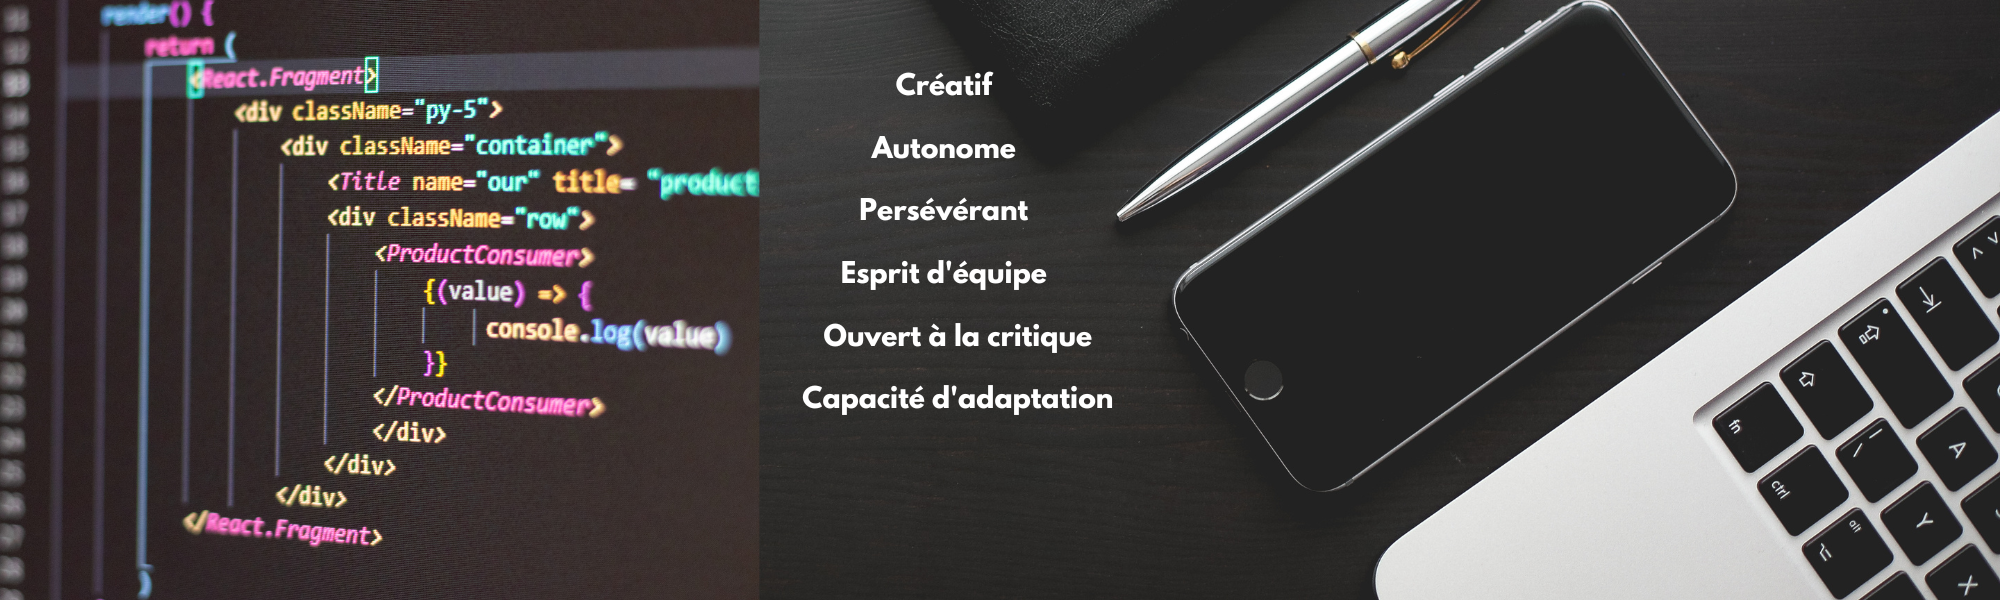 render() {
return (
<React.Fragment>
<div className="py-5">
<div className="container">
<Title name="our" title= "product
<div className="row">
<ProductConsumer>
{(value) => {
console.log(value)
}}
</ProductConsumer>
</div>
</div>
</div>
</React.Fragment>
)
Créatif
Autonome
Persévérant
Esprit d'équipe
Ouvert à la critique
Capacité d'adaptation
fn
ctrl
alt
A
Y
X